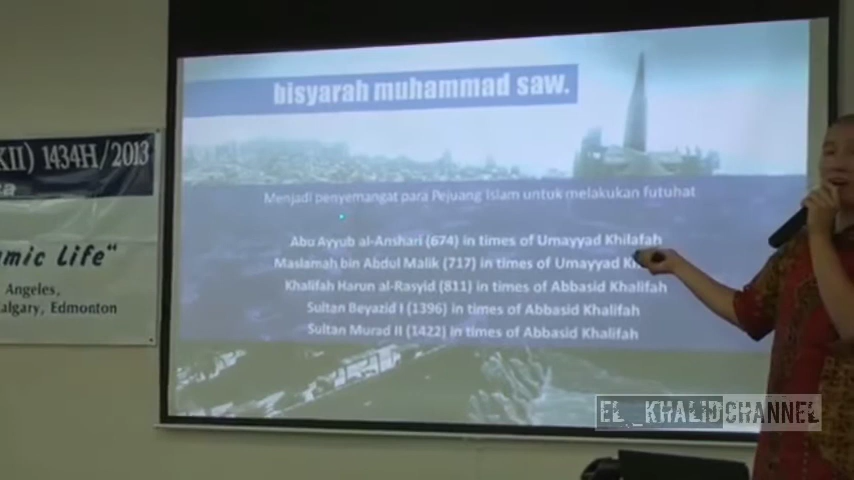 bisyarah muhammad saw.
Menjadi penyemangat para Pejuang Islam untuk melakukan futuhat
Abu Ayyub al-Anshari (674) in times of Umayyad Khilafah
Maslamah bin Abdul Malik (717) in times of Umayyad
Khalifah Harun al-Rasyid (811) in times of Abbasid Khalifah
Sultan Beyazid I (1396) in times of Abbasid Khalifah
Sultan Murad II (1422) in times of Abbasid Khalifah
XII) 1434H/2013
amic Life"
Angeles,
algary, Edmonton
EL_KHALID CHANNEL